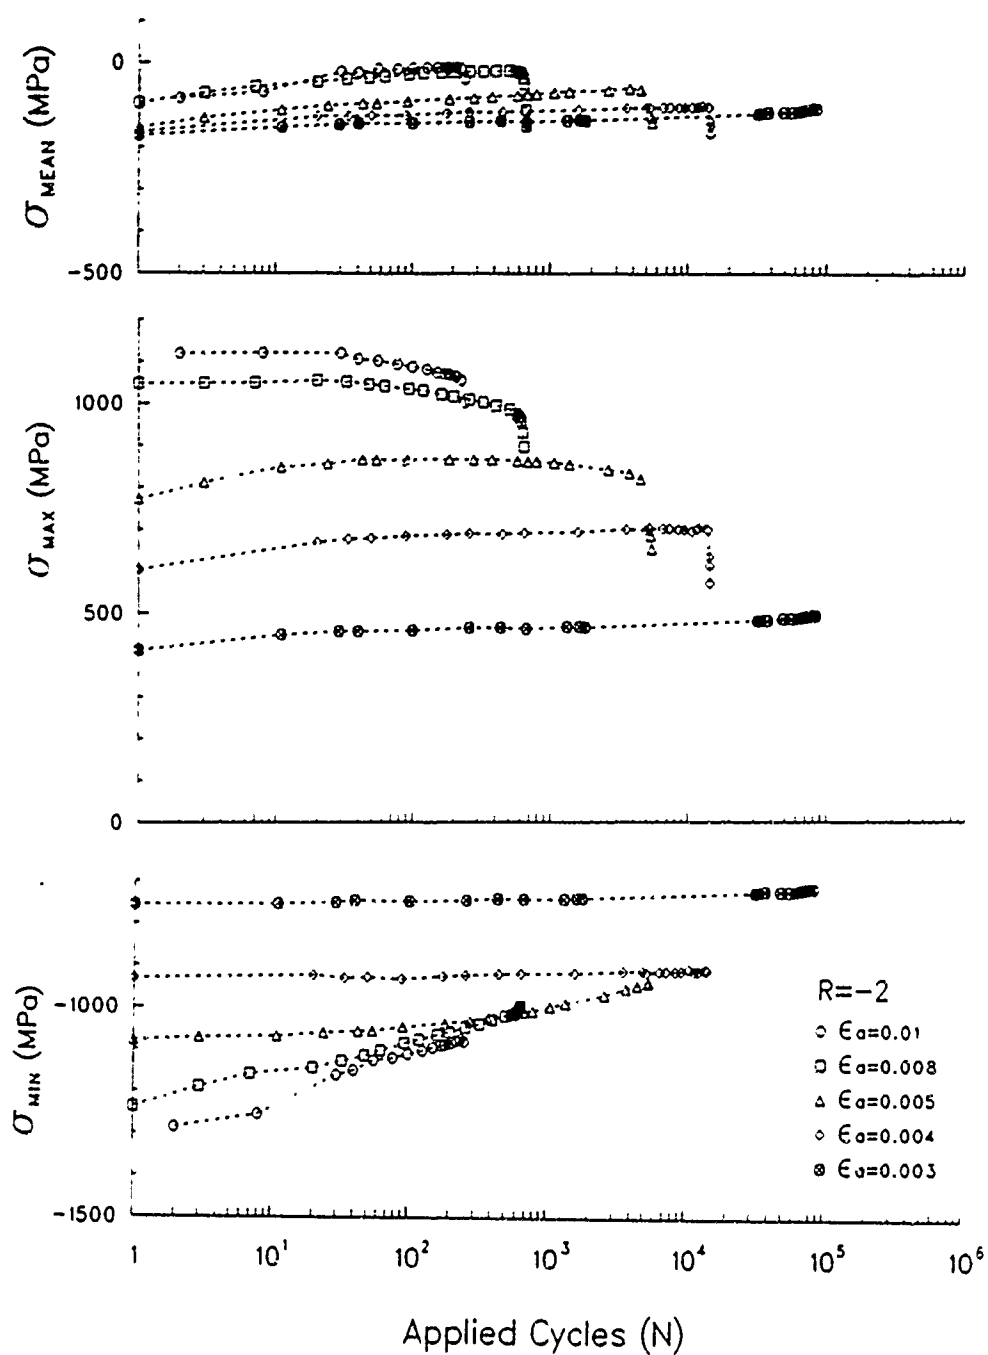 σMEAN (MPa)
0
-500
σMAX (MPa)
1000
500
0
σMIN (MPa)
-1000
-1500
R=-2
ϵa=0.01
ϵa=0.008
ϵa=0.005
ϵa=0.004
ϵa=0.003
1 10¹ 10² 10³ 10⁴ 10⁵ 10⁶
Applied Cycles (N)